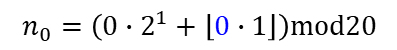 n₀ = (0 · 2¹ + ⌊0 · 1⌋)mod20